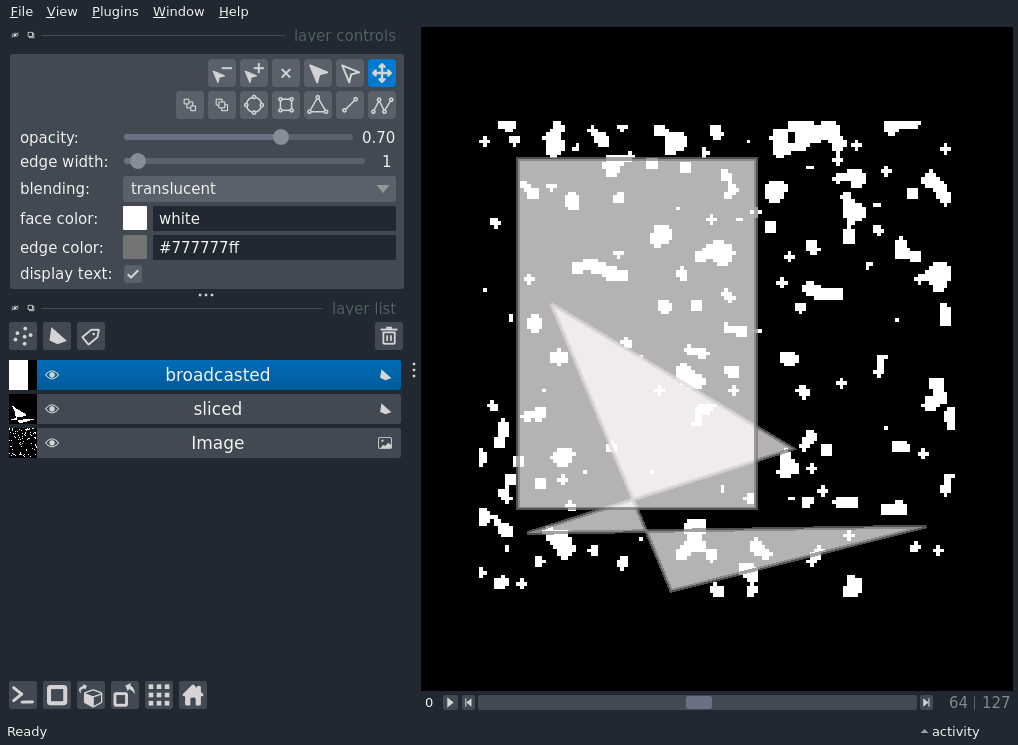 File View Plugins Window Help
layer controls
opacity: 0.70
edge width: 1
blending: translucent
face color: white
edge color: #777777ff
display text:
layer list
broadcasted
sliced
Image
0 64 | 127
Ready activity